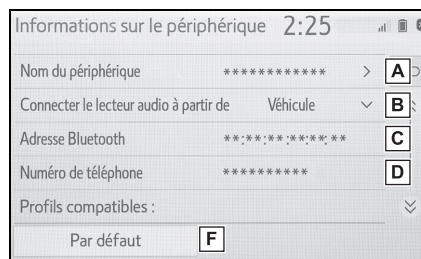 Informations sur le périphérique 2:25
Nom du périphérique ************ > A
Connecter le lecteur audio à partir de Véhicule B
Adresse Bluetooth **:**:**:**:**:** C
Numéro de téléphone ********** D
Profils compatibles :
Par défaut F